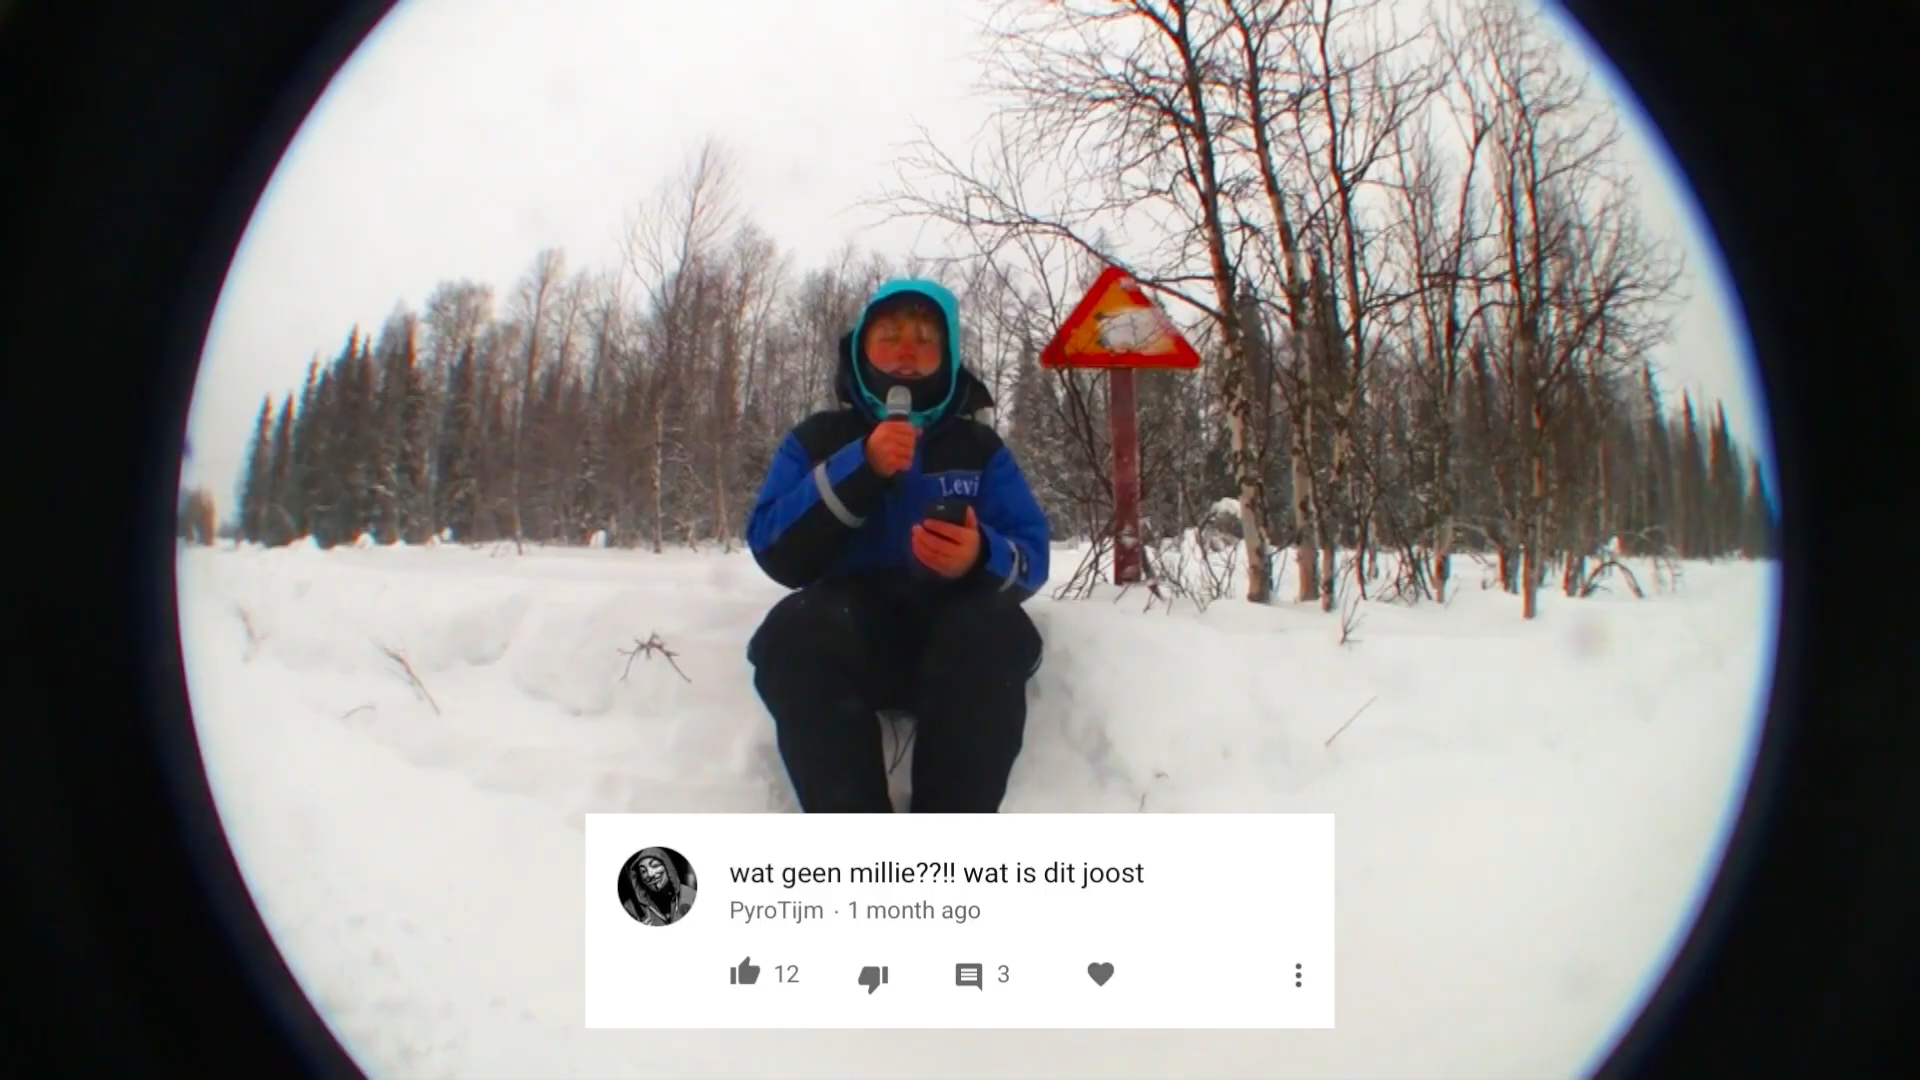 Levi
wat geen millie??!! wat is dit joost
PyroTijm · 1 month ago
12
3